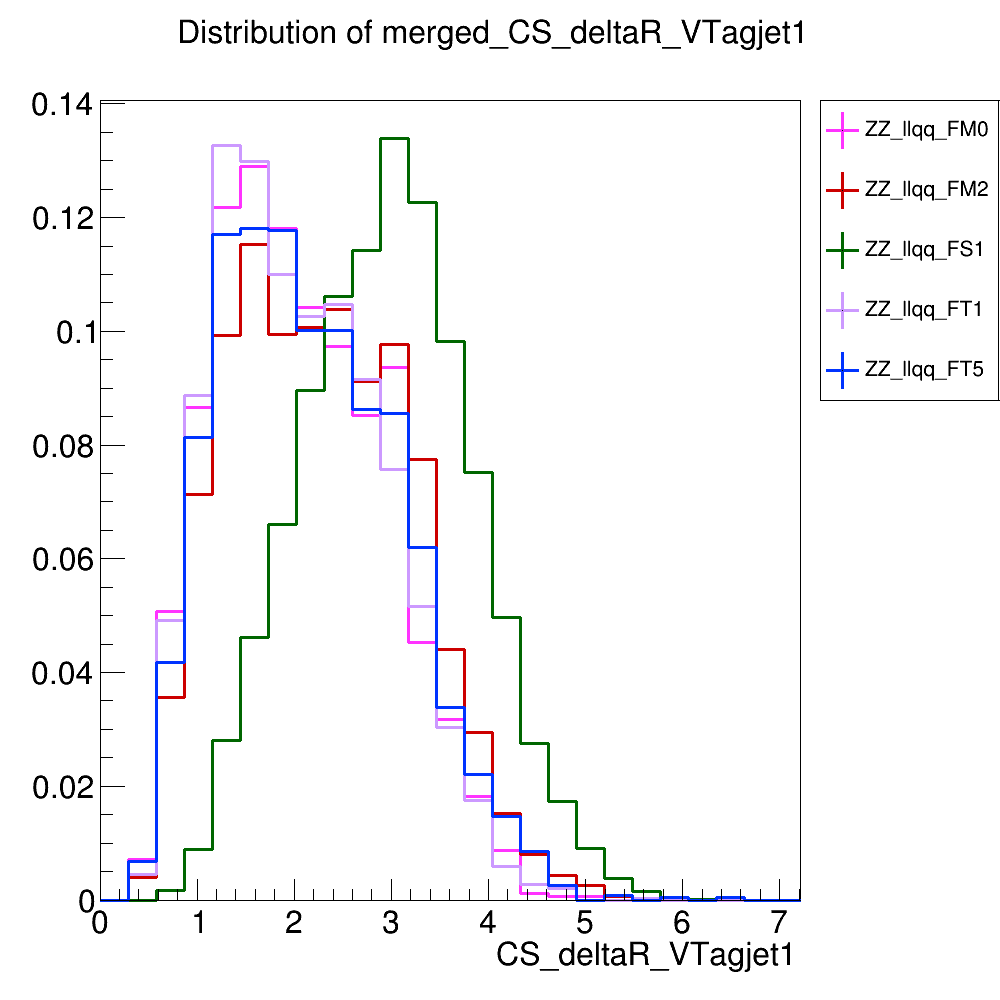 Distribution of merged_CS_deltaR_VTagjet1
0.14
0.12
0.1
0.08
0.06
0.04
0.02
0
0 1 2 3 4 5 6 7
CS_deltaR_VTagjet1
ZZ_llqq_FM0
ZZ_llqq_FM2
ZZ_llqq_FS1
ZZ_llqq_FT1
ZZ_llqq_FT5